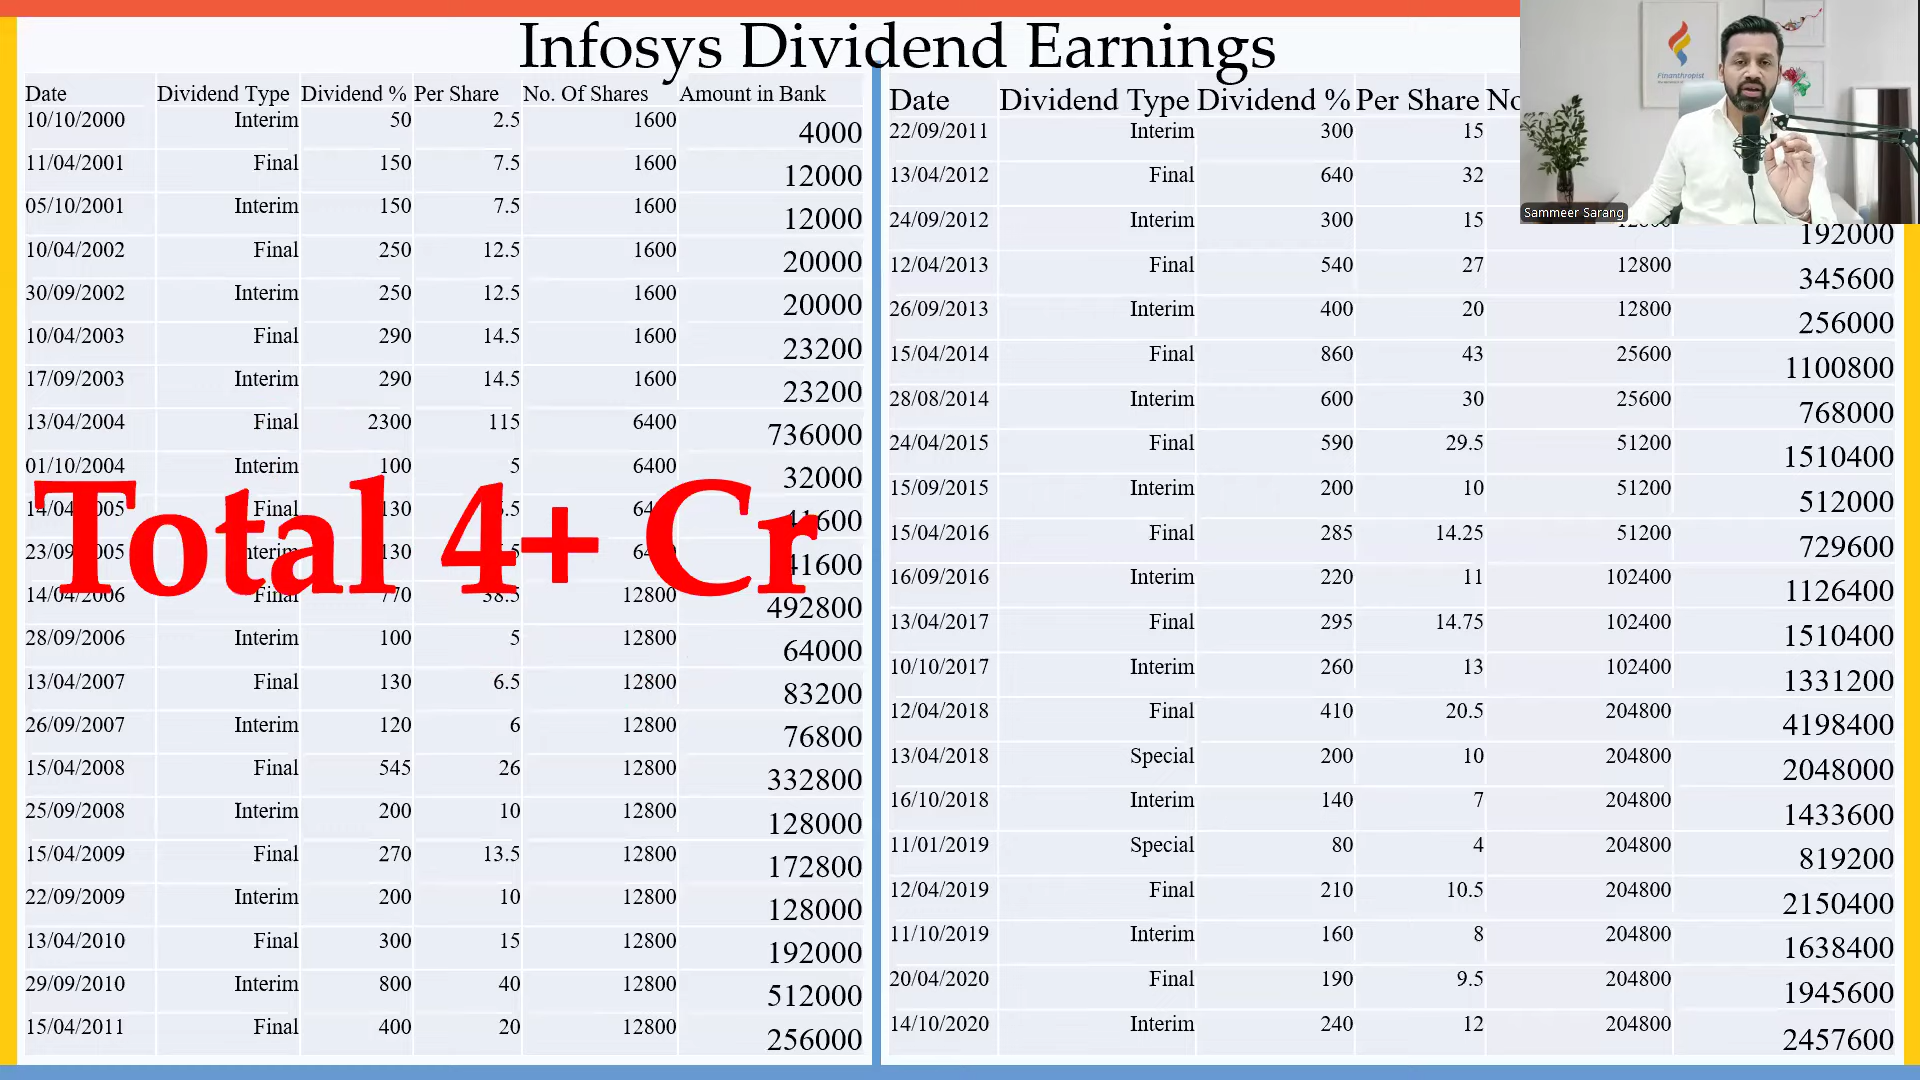 Infosys Dividend Earnings
Date Dividend Type Dividend % Per Share No. Of Shares Amount in Bank
10/10/2000 Interim 50 2.5 1600 4000
11/04/2001 Final 150 7.5 1600 12000
05/10/2001 Interim 150 7.5 1600 12000
10/04/2002 Final 250 12.5 1600 20000
30/09/2002 Interim 250 12.5 1600 20000
10/04/2003 Final 290 14.5 1600 23200
17/09/2003 Interim 290 14.5 1600 23200
13/04/2004 Final 2300 115 6400 736000
01/10/2004 Interim 100 5 6400 32000
Final 130 41600
Interim 130 41600
14/04/2006 Final 770 38.5 12800 492800
28/09/2006 Interim 100 5 12800 64000
13/04/2007 Final 130 6.5 12800 83200
26/09/2007 Interim 120 6 12800 76800
15/04/2008 Final 545 26 12800 332800
25/09/2008 Interim 200 10 12800 128000
15/04/2009 Final 270 13.5 12800 172800
22/09/2009 Interim 200 10 12800 128000
13/04/2010 Final 300 15 12800 192000
29/09/2010 Interim 800 40 12800 512000
15/04/2011 Final 400 20 12800 256000
Total 4+ Cr
Date Dividend Type Dividend % Per Share No
22/09/2011 Interim 300 15
13/04/2012 Final 640 32
24/09/2012 Interim 300 15 192000
12/04/2013 Final 540 27 12800 345600
26/09/2013 Interim 400 20 12800 256000
15/04/2014 Final 860 43 25600 1100800
28/08/2014 Interim 600 30 25600 768000
24/04/2015 Final 590 29.5 51200 1510400
15/09/2015 Interim 200 10 51200 512000
15/04/2016 Final 285 14.25 51200 729600
16/09/2016 Interim 220 11 102400 1126400
13/04/2017 Final 295 14.75 102400 1510400
10/10/2017 Interim 260 13 102400 1331200
12/04/2018 Final 410 20.5 204800 4198400
13/04/2018 Special 200 10 204800 2048000
16/10/2018 Interim 140 7 204800 1433600
11/01/2019 Special 80 4 204800 819200
12/04/2019 Final 210 10.5 204800 2150400
11/10/2019 Interim 160 8 204800 1638400
20/04/2020 Final 190 9.5 204800 1945600
14/10/2020 Interim 240 12 204800 2457600
Finanthropist
Sammeer Sarang